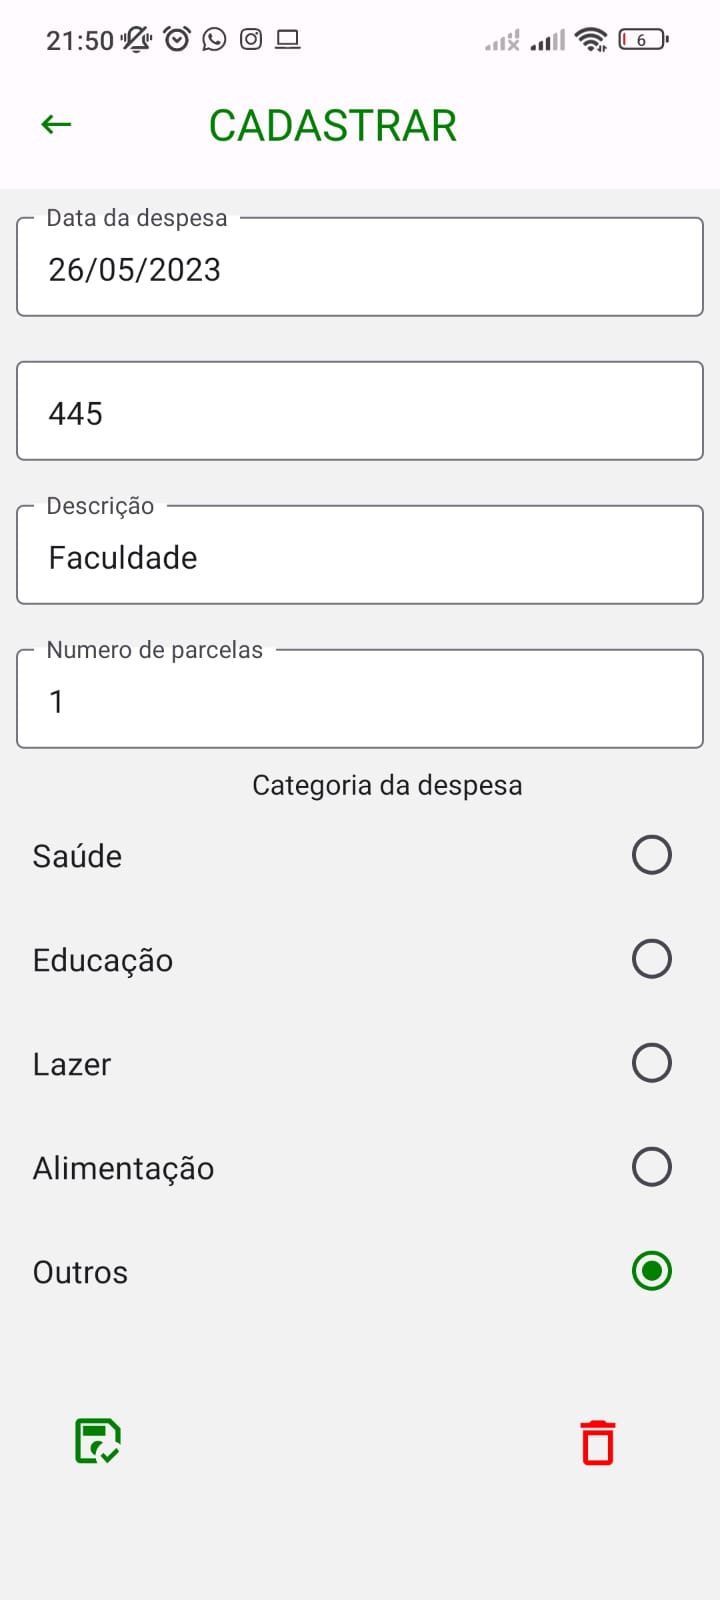 21:50
6
CADASTRAR
Data da despesa
26/05/2023
445
Descrição
Faculdade
Numero de parcelas
1
Categoria da despesa
Saúde
Educação
Lazer
Alimentação
Outros